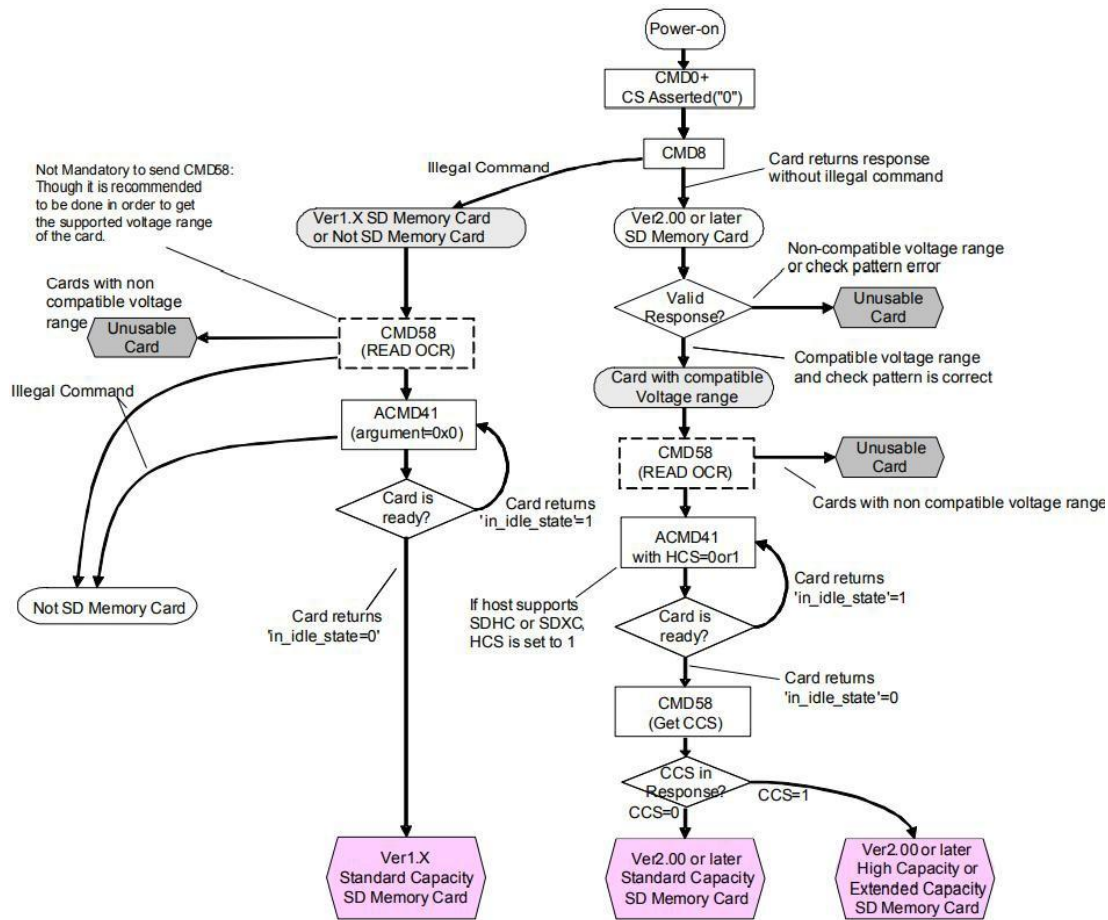 Power-on
CMD0+
CS Asserted("0")
CMD8
Illegal Command
Card returns response
without illegal command
Not Mandatory to send CMD58:
Though it is recommended
to be done in order to get
the supported voltage range
of the card.
Ver1.X SD Memory Card
or Not SD Memory Card
Ver2.00 or later
SD Memory Card
Non-compatible voltage range
or check pattern error
Cards with non
compatible voltage
range
Unusable
Card
CMD58
(READ OCR)
Valid
Response?
Unusable
Card
Compatible voltage range
and check pattern is correct
Card with compatible
Voltage range
Illegal Command
ACMD41
(argument=0x0)
CMD58
(READ OCR)
Unusable
Card
Cards with non compatible voltage range
Card is
ready?
Card returns
'in_idle_state'=1
ACMD41
with HCS=0or1
Card returns
'in_idle_state'=1
Not SD Memory Card
Card returns
'in_idle_state=0'
If host supports
SDHC or SDXC,
HCS is set to 1
Card is
ready?
Card returns
'in_idle_state'=0
CMD58
(Get CCS)
CCS in
Response?
CCS=0
CCS=1
Ver1.X
Standard Capacity
SD Memory Card
Ver2.00 or later
Standard Capacity
SD Memory Card
Ver2.00 or later
High Capacity or
Extended Capacity
SD Memory Card